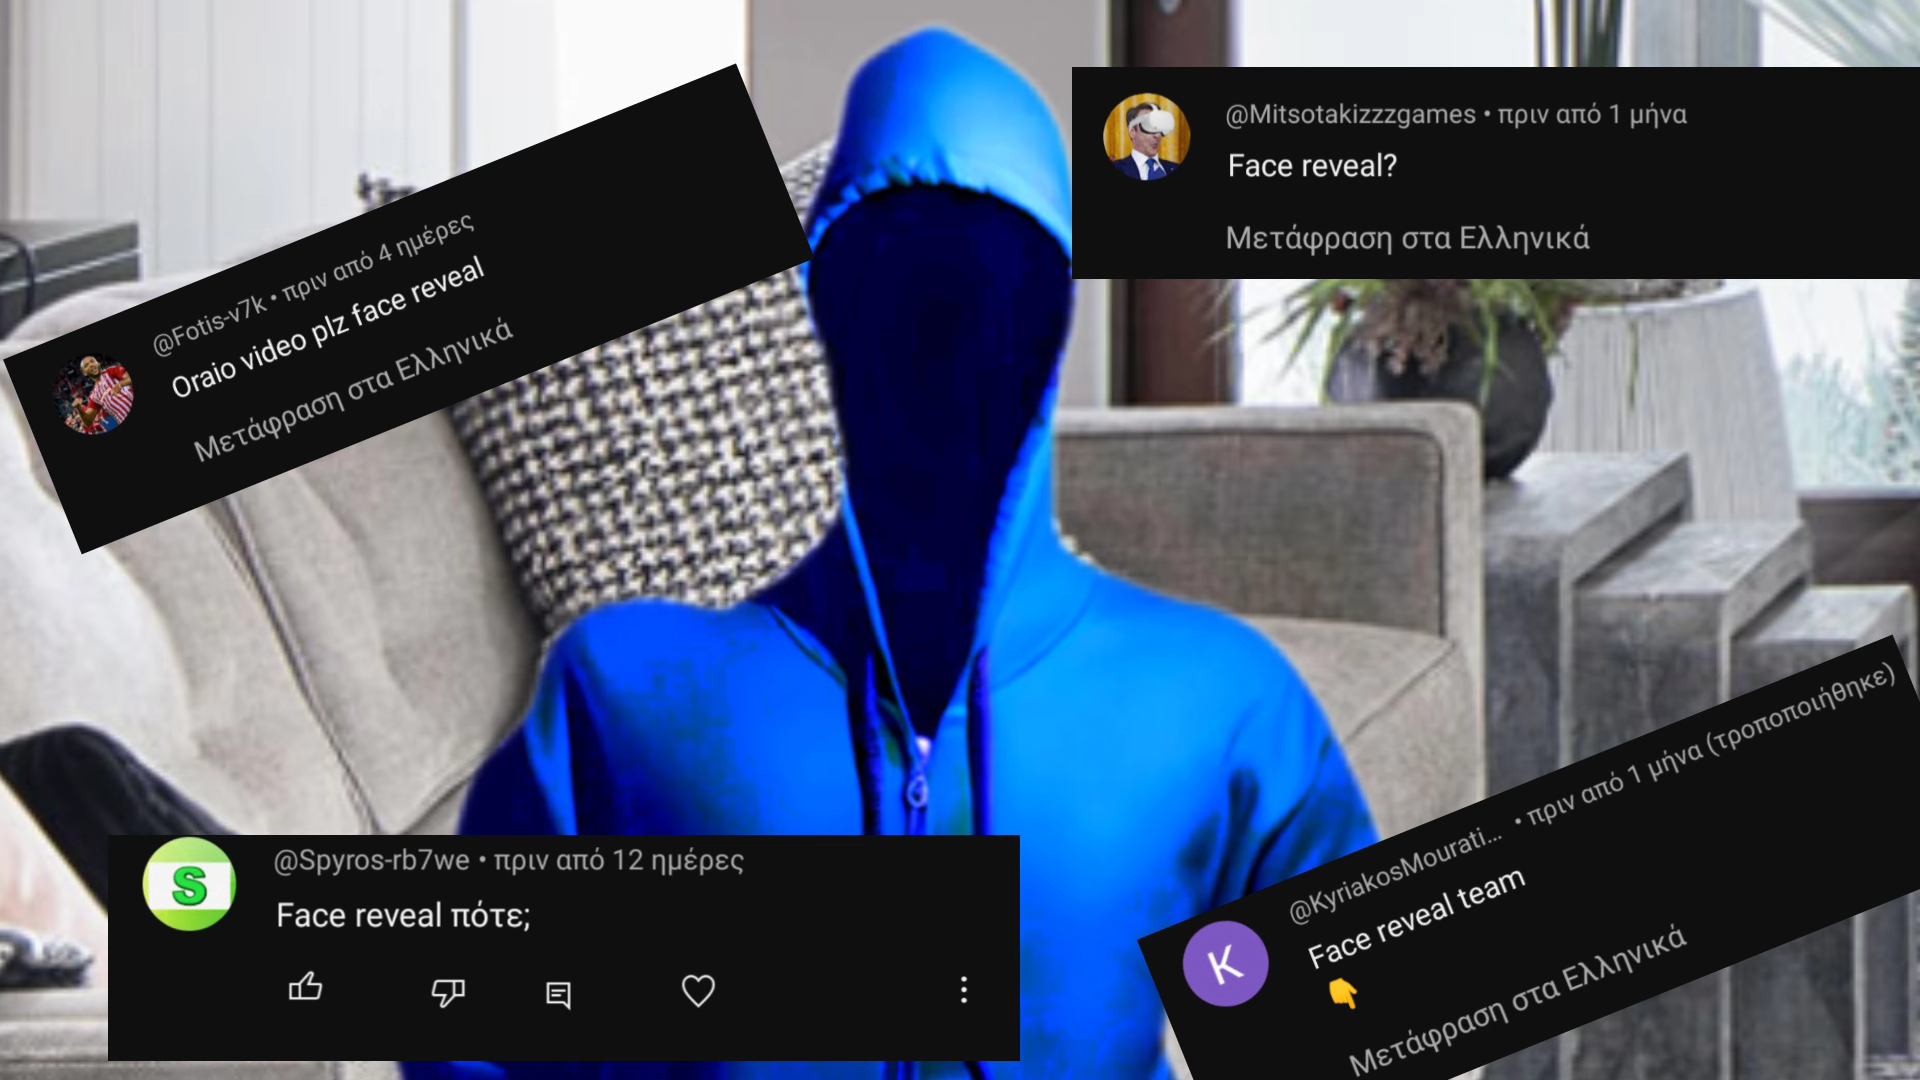 @Fotis-v7k • πριν από 4 ημέρες
Oraio video plz face reveal
Μετάφραση στα Ελληνικά
@Mitsotakizzzgames • πριν από 1 μήνα
Face reveal?
Μετάφραση στα Ελληνικά
S
@Spyros-rb7we • πριν από 12 ημέρες
Face reveal πότε;
K
@KyriakosMourati... • πριν από 1 μήνα (τροποποιήθηκε)
Face reveal team
👇
Μετάφραση στα Ελληνικά